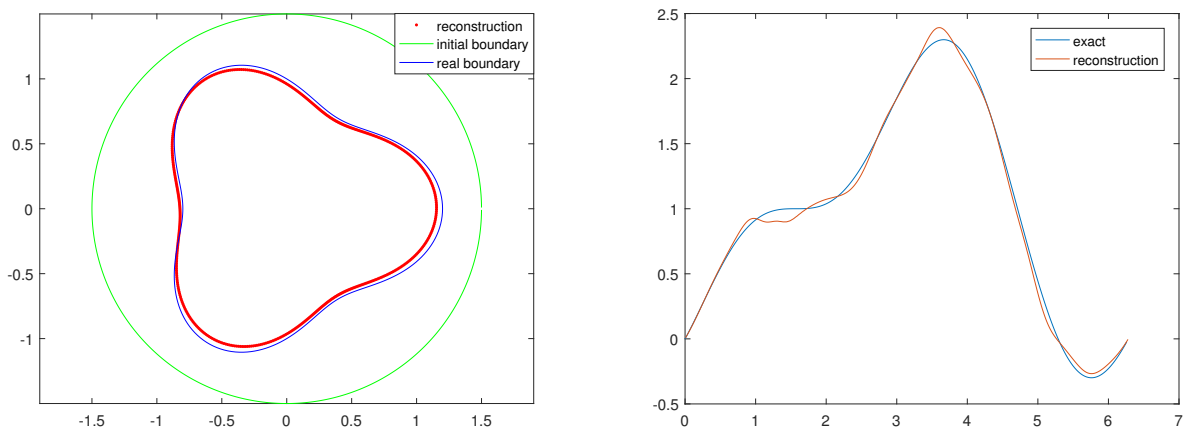 reconstruction
initial boundary
real boundary
1
0.5
0
-0.5
-1
-1.5 -1 -0.5 0 0.5 1 1.5
exact
reconstruction
2.5
2
1.5
1
0.5
0
-0.5
0 1 2 3 4 5 6 7